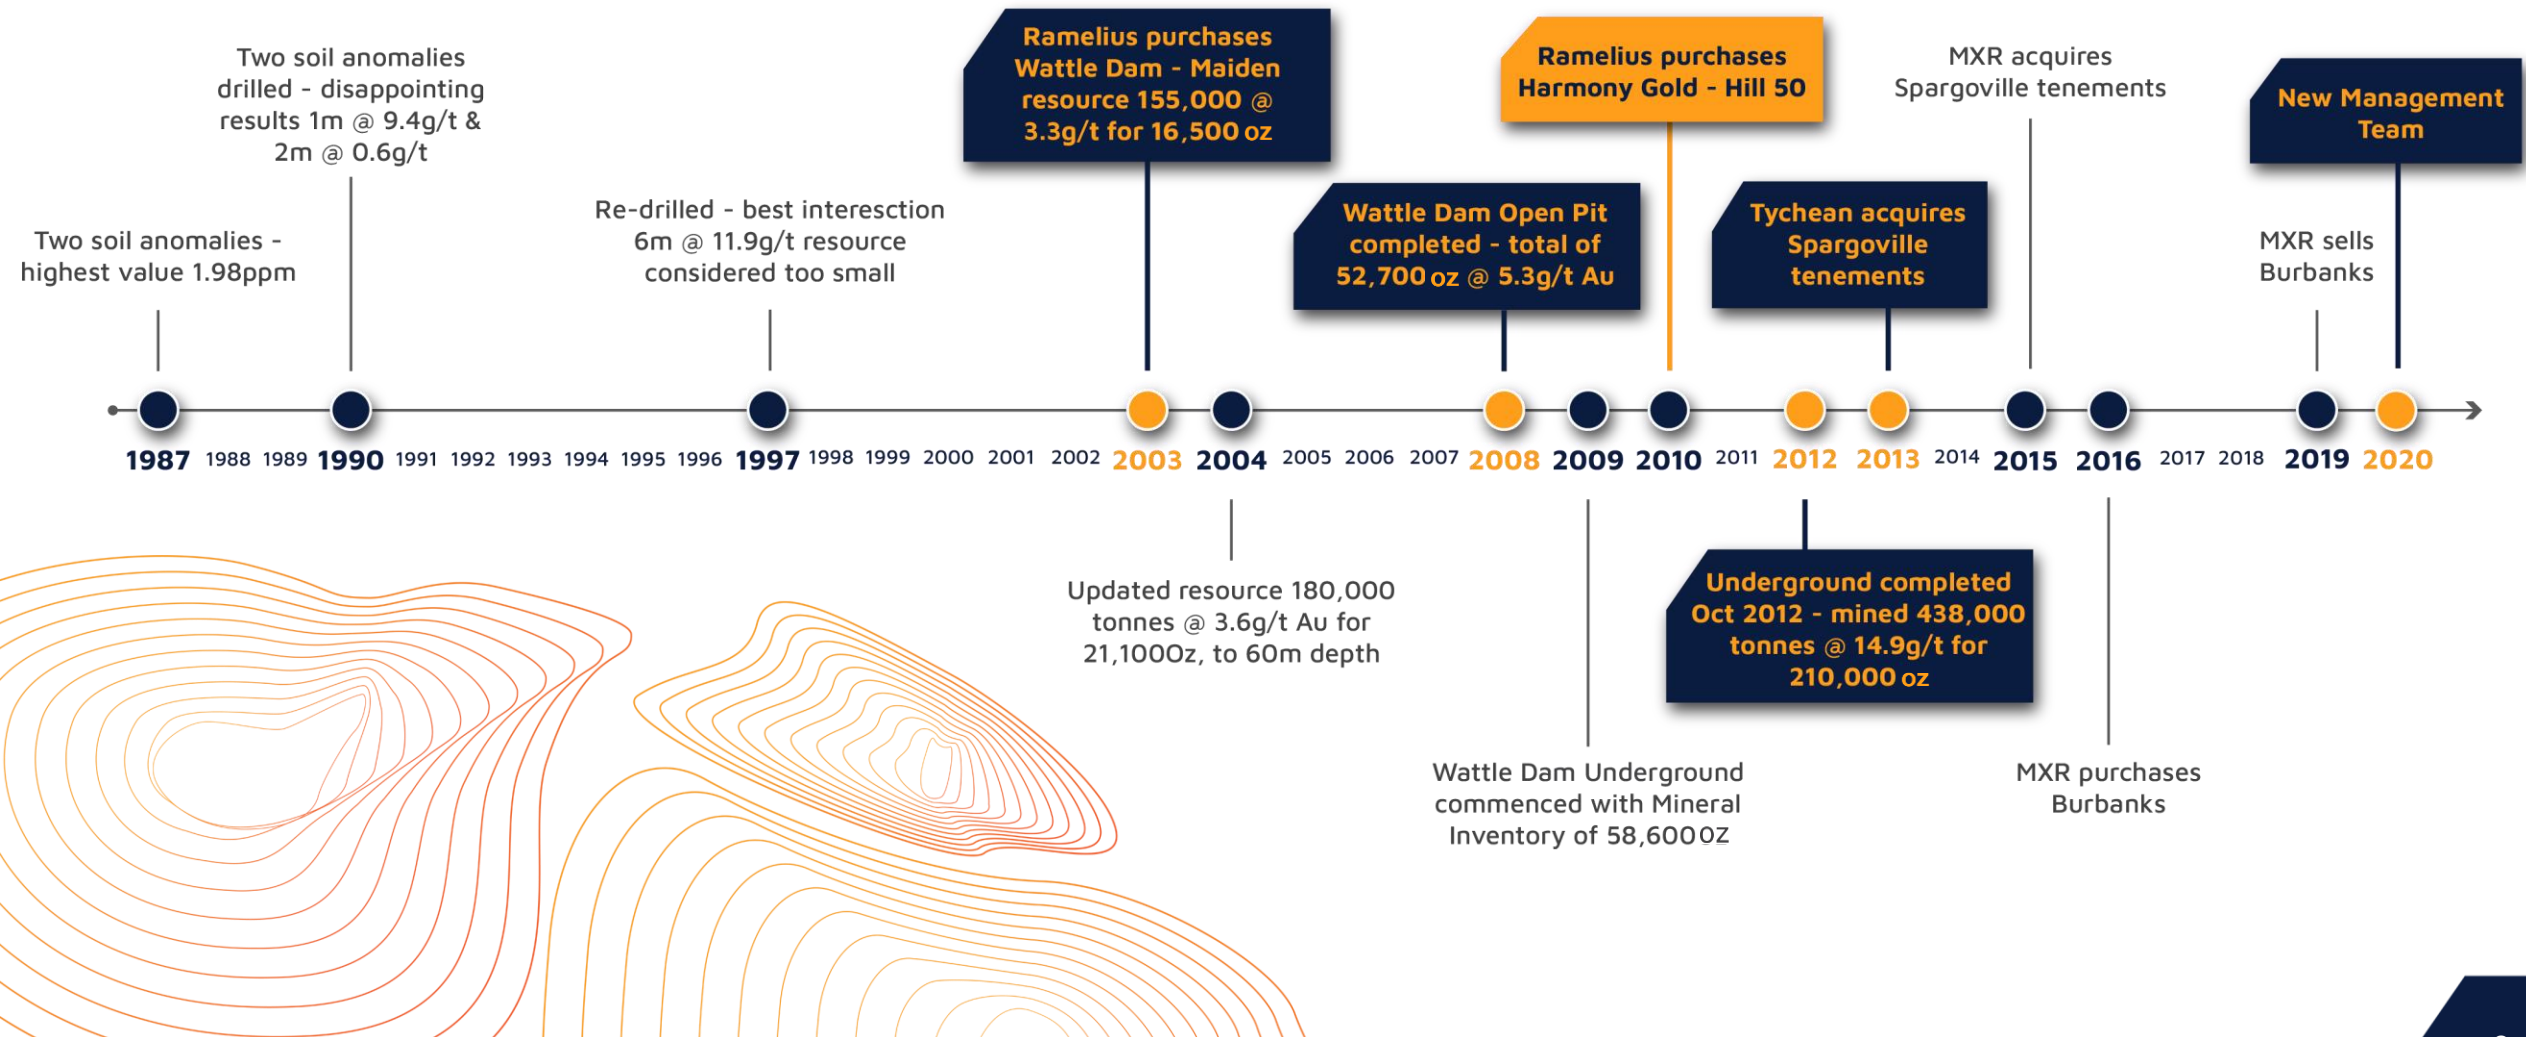 Two soil anomalies -
highest value 1.98ppm
Two soil anomalies
drilled - disappointing
results 1m @ 9.4g/t &
2m @ 0.6g/t
Re-drilled - best interesction
6m @ 11.9g/t resource
considered too small
Ramelius purchases
Wattle Dam - Maiden
resource 155,000 @
3.3g/t for 16,500 oz
Wattle Dam Open Pit
completed - total of
52,700 oz @ 5.3g/t Au
Ramelius purchases
Harmony Gold - Hill 50
Tychean acquires
Spargoville
tenements
MXR acquires
Spargoville tenements
MXR sells
Burbanks
New Management
Team
1987 1988 1989 1990 1991 1992 1993 1994 1995 1996 1997 1998 1999 2000 2001 2002 2003 2004 2005 2006 2007 2008 2009 2010 2011 2012 2013 2014 2015 2016 2017 2018 2019 2020
Updated resource 180,000
tonnes @ 3.6g/t Au for
21,100Oz, to 60m depth
Wattle Dam Underground
commenced with Mineral
Inventory of 58,600 OZ
Underground completed
Oct 2012 - mined 438,000
tonnes @ 14.9g/t for
210,000 oz
MXR purchases
Burbanks